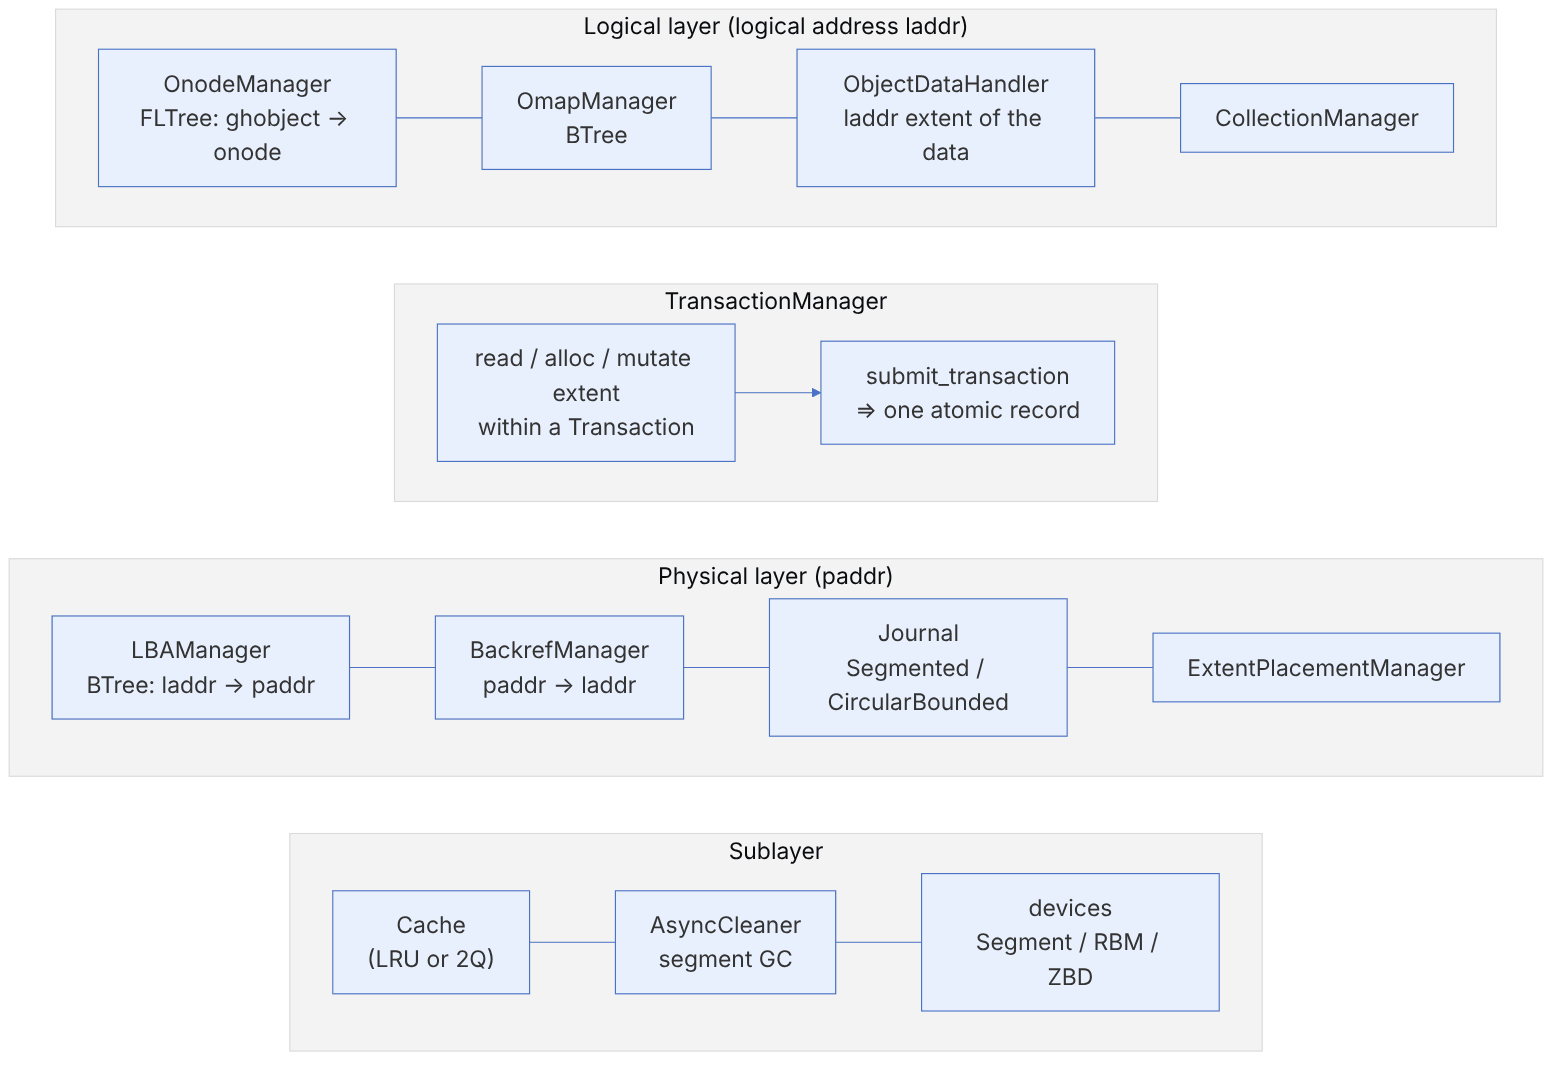 Logical layer (logical address laddr)
OnodeManager
FLTree: ghobject →
onode
OmapManager
BTree
ObjectDataHandler
laddr extent of the
data
CollectionManager
TransactionManager
read / alloc / mutate
extent
within a Transaction
submit_transaction
⇒ one atomic record
Physical layer (paddr)
LBAManager
BTree: laddr → paddr
BackrefManager
paddr → laddr
Journal
Segmented /
CircularBounded
ExtentPlacementManager
Sublayer
Cache
(LRU or 2Q)
AsyncCleaner
segment GC
devices
Segment / RBM /
ZBD